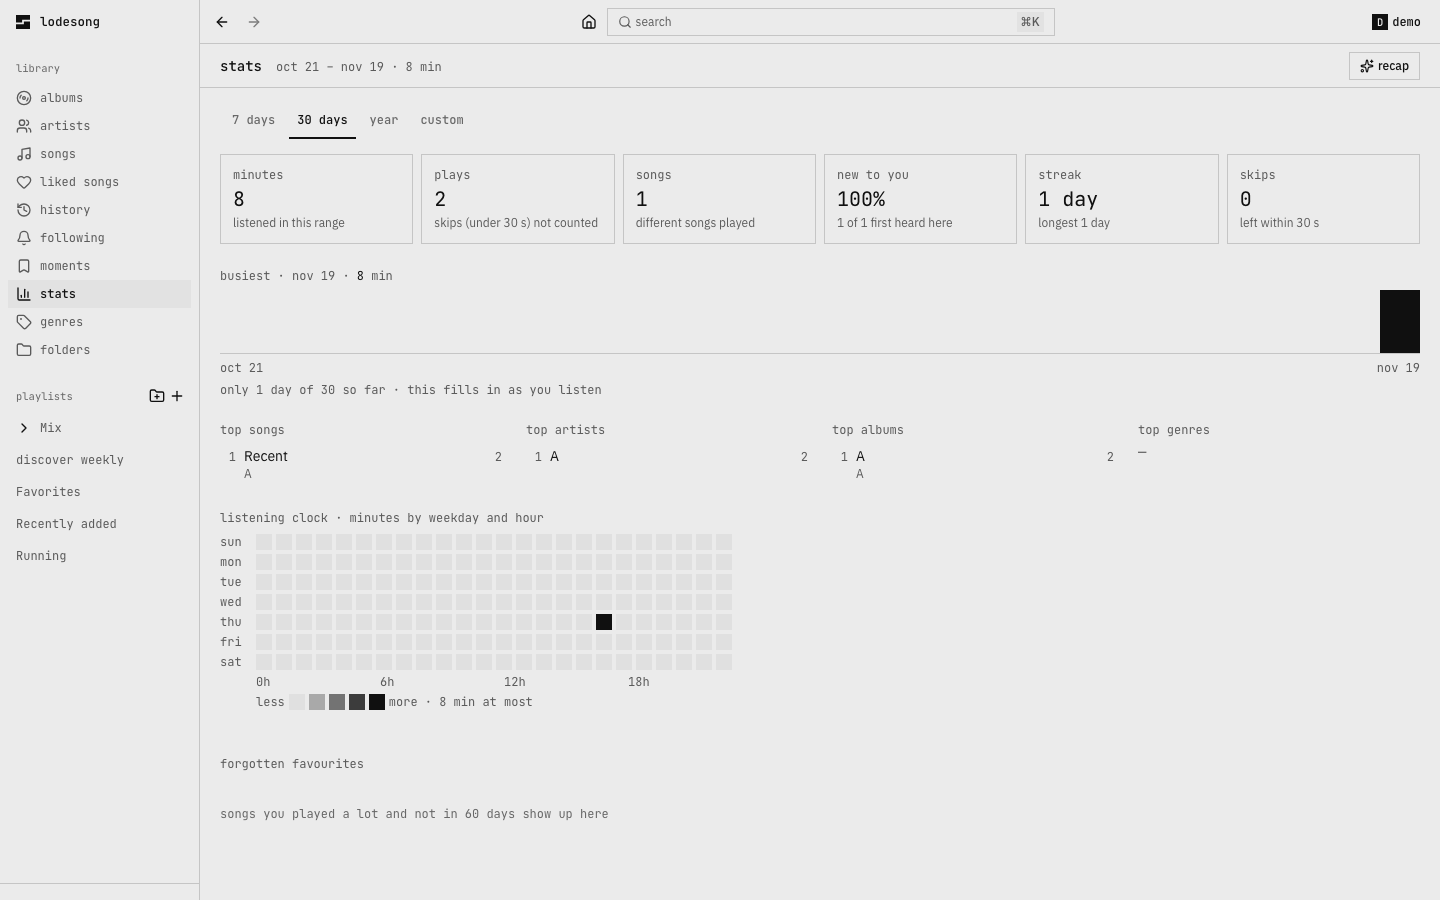 lodesong
search
⌘K
D
demo
library
albums
artists
songs
liked songs
history
following
moments
stats
genres
folders
playlists
Mix
discover weekly
Favorites
Recently added
Running
stats oct 21 – nov 19 · 8 min
recap
7 days 30 days year custom
minutes
8
listened in this range
plays
2
skips (under 30 s) not counted
songs
1
different songs played
new to you
100%
1 of 1 first heard here
streak
1 day
longest 1 day
skips
0
left within 30 s
busiest · nov 19 · 8 min
oct 21 nov 19
only 1 day of 30 so far · this fills in as you listen
top songs
1 Recent 2
A
top artists
1 A 2
top albums
1 A 2
A
top genres
—
listening clock · minutes by weekday and hour
sun
mon
tue
wed
thu
fri
sat
0h 6h 12h 18h
less more · 8 min at most
forgotten favourites
songs you played a lot and not in 60 days show up here